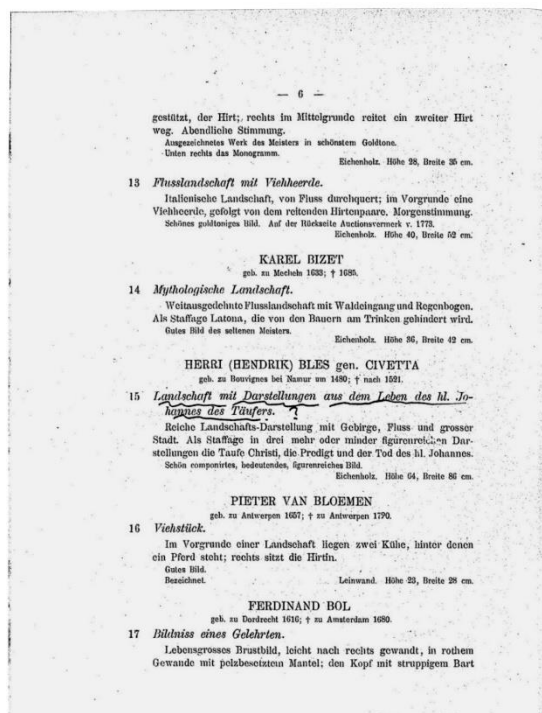 — 6 —
gestützt, der Hirt; rechts im Mittelgrunde reitet ein zweiter Hirt
weg. Abendliche Stimmung.
Ausgezeichnetes Werk des Meisters in schönstem Goldtone.
Unten rechts das Monogramm.
Eichenholz. Höhe 28, Breite 35 cm.
13 Flusslandschaft mit Viehheerde.
Italienische Landschaft, von Fluss durchquert; im Vorgrunde eine
Viehheerde, gefolgt von dem reitenden Hirtenpaare. Morgenstimmung.
Schönes goldtoniges Bild. Auf der Rückseite Auctionsvermerk v. 1773.
Eichenholz. Höhe 40, Breite 52 cm.
KAREL BIZET
geb. zu Mecheln 1633; † 1685.
14 Mythologische Landschaft.
Weitausgedehnte Flusslandschaft mit Waldeingang und Regenbogen.
Als Staffage Latona, die von den Bauern am Trinken gehindert wird.
Gutes Bild des seltenen Meisters.
Eichenholz. Höhe 36, Breite 42 cm.
HERRI (HENDRIK) BLES gen. CIVETTA
geb. zu Bouvignes bei Namur um 1480; † nach 1521.
15 Landschaft mit Darstellungen aus dem Leben des hl. Jo-
hannes des Täufers. ?
Reiche Landschafts-Darstellung mit Gebirge, Fluss und grosser
Stadt. Als Staffage in drei mehr oder minder figurenreichen Dar-
stellungen die Taufe Christi, die Predigt und der Tod des hl. Johannes.
Schön componirtes, bedeutendes, figurenreiches Bild.
Eichenholz. Höhe 64, Breite 86 cm.
PIETER VAN BLOEMEN
geb. zu Antwerpen 1657; † zu Antwerpen 1790.
16 Viehstück.
Im Vorgrunde einer Landschaft liegen zwei Kühe, hinter denen
ein Pferd steht; rechts sitzt die Hirtin.
Gutes Bild.
Bezeichnet. Leinwand. Höhe 23, Breite 28 cm.
FERDINAND BOL
geb. zu Dordrecht 1616; † zu Amsterdam 1680.
17 Bildniss eines Gelehrten.
Lebensgrosses Brustbild, leicht nach rechts gewandt, in rothem
Gewande mit pelzbesetztem Mantel; den Kopf mit struppigem Bart